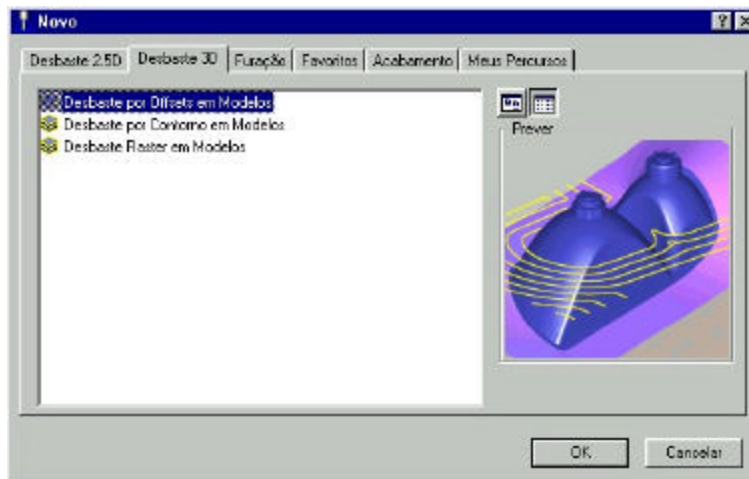 Novo
Desbaste 2.5D Desbaste 3D Furação Favoritos Acabamento Meus Percursos
Desbaste por Offsets em Modelos
Desbaste por Contorno em Modelos
Desbaste Raster em Modelos
Prever
OK Cancelar